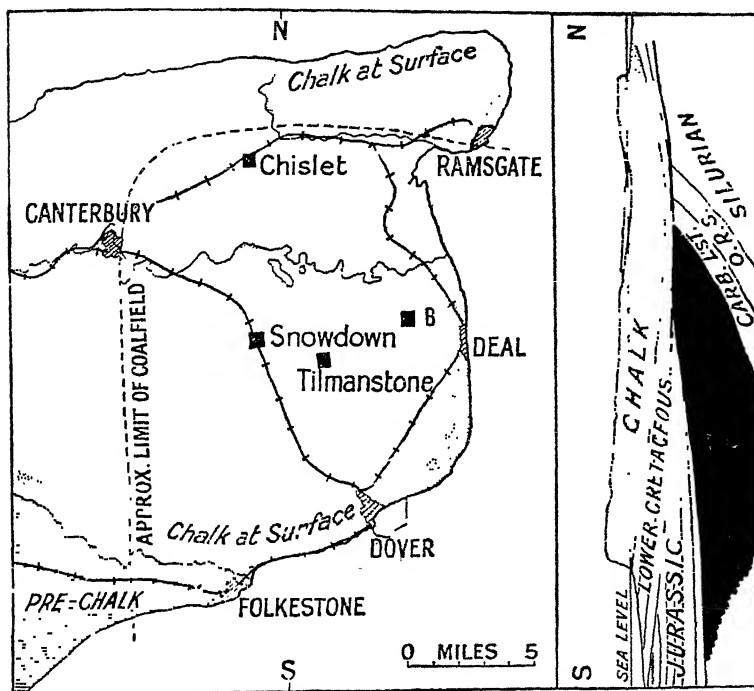 N
Chalk at Surface
Chislet
RAMSGATE
CANTERBURY
B
Snowdown
DEAL
Tilmanstone
APPROX. LIMIT OF COALFIELD
Chalk at Surface
DOVER
PRE-CHALK
FOLKESTONE
0 MILES 5
S
N
SILURIAN
O.R.S.
CARB. LST.
CHALK
LOWER CRETACEOUS
JURASSIC
SEA LEVEL
S